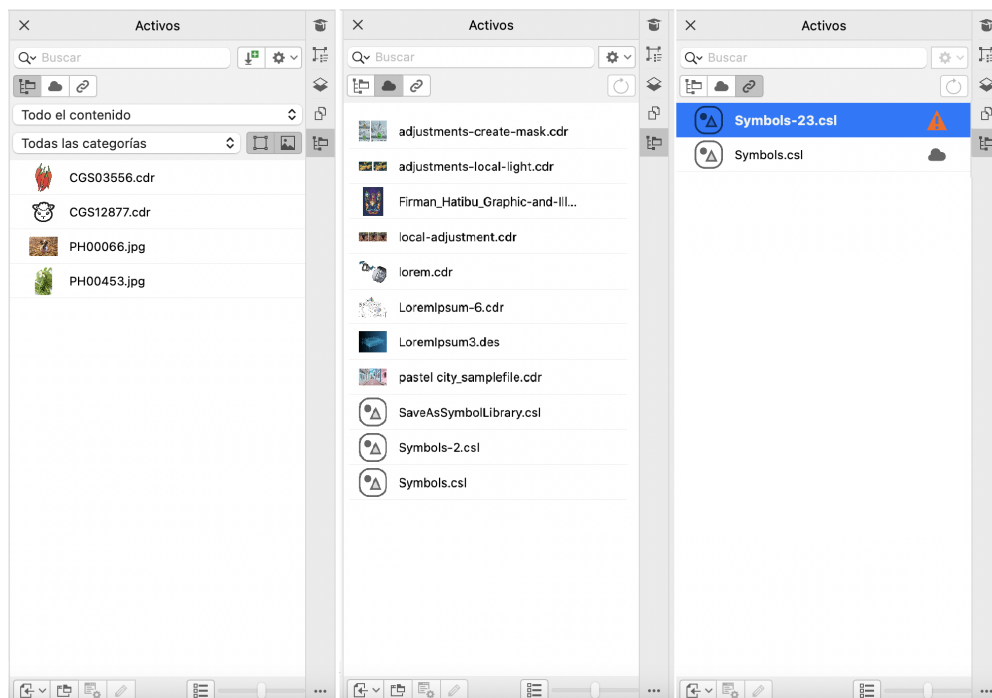 Activos
Buscar
Todo el contenido
Todas las categorías
CGS03556.cdr
CGS12877.cdr
PH00066.jpg
PH00453.jpg
Activos
Buscar
adjustments-create-mask.cdr
adjustments-local-light.cdr
Firman_Hatibu_Graphic-and-Ill...
local-adjustment.cdr
lorem.cdr
LoremIpsum-6.cdr
LoremIpsum3.des
pastel city_samplefile.cdr
SaveAsSymbolLibrary.csl
Symbols-2.csl
Symbols.csl
Activos
Buscar
Symbols-23.csl
Symbols.csl